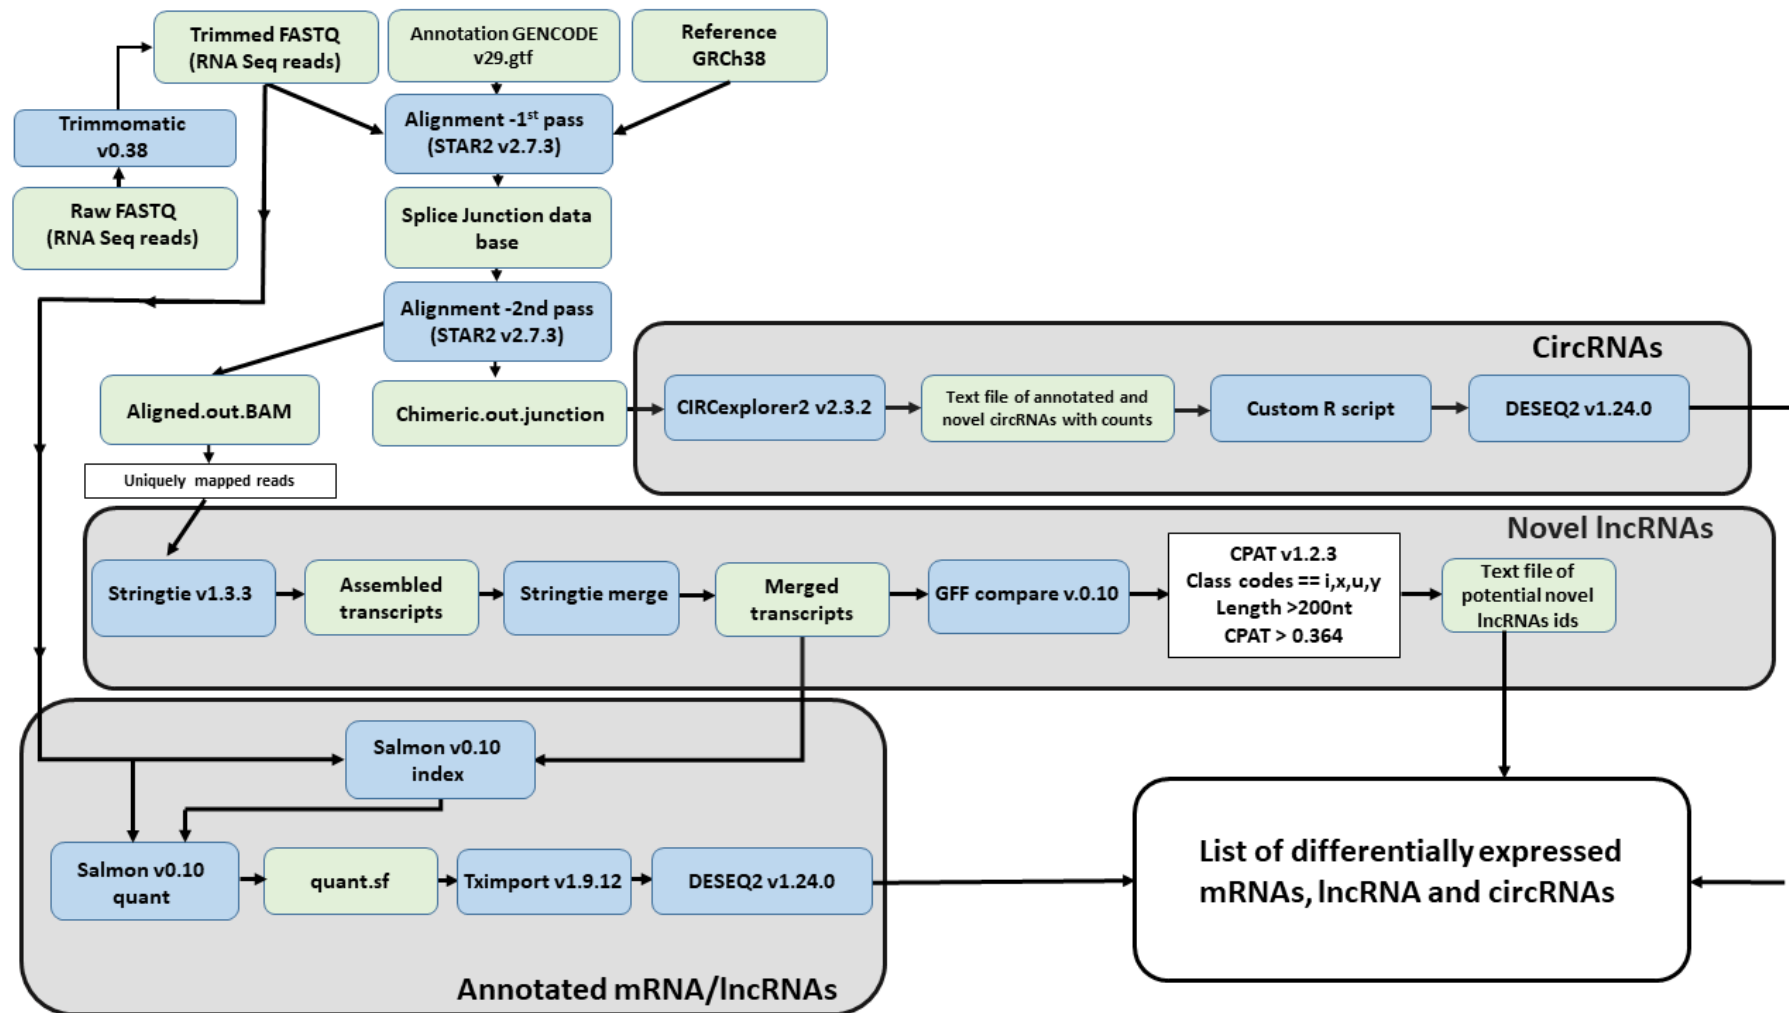 Trimmed FASTQ
(RNA Seq reads)
Annotation GENCODE
v29.gtf
Reference
GRCh38
Trimmomatic
v0.38
Alignment -1st pass
(STAR2 v2.7.3)
Raw FASTQ
(RNA Seq reads)
Splice Junction data
base
Alignment -2nd pass
(STAR2 v2.7.3)
CircRNAs
Aligned.out.BAM
Chimeric.out.junction
CIRCexplorer2 v2.3.2
Text file of annotated and
novel circRNAs with counts
Custom R script
DESEQ2 v1.24.0
Uniquely mapped reads
Novel lncRNAs
Stringtie v1.3.3
Assembled
transcripts
Stringtie merge
Merged
transcripts
GFF compare v.0.10
CPAT v1.2.3
Class codes == i,x,u,y
Length >200nt
CPAT > 0.364
Text file of
potential novel
lncRNAs ids
Salmon v0.10
index
Salmon v0.10
quant
quant.sf
Tximport v1.9.12
DESEQ2 v1.24.0
List of differentially expressed
mRNAs, lncRNA and circRNAs
Annotated mRNA/lncRNAs